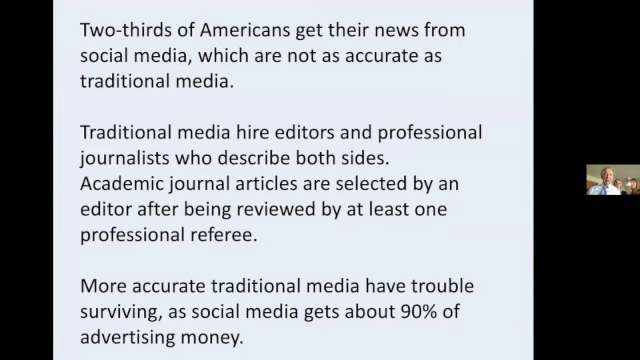 Two-thirds of Americans get their news from
social media, which are not as accurate as
traditional media.
Traditional media hire editors and professional
journalists who describe both sides.
Academic journal articles are selected by an
editor after being reviewed by at least one
professional referee.
More accurate traditional media have trouble
surviving, as social media gets about 90% of
advertising money.